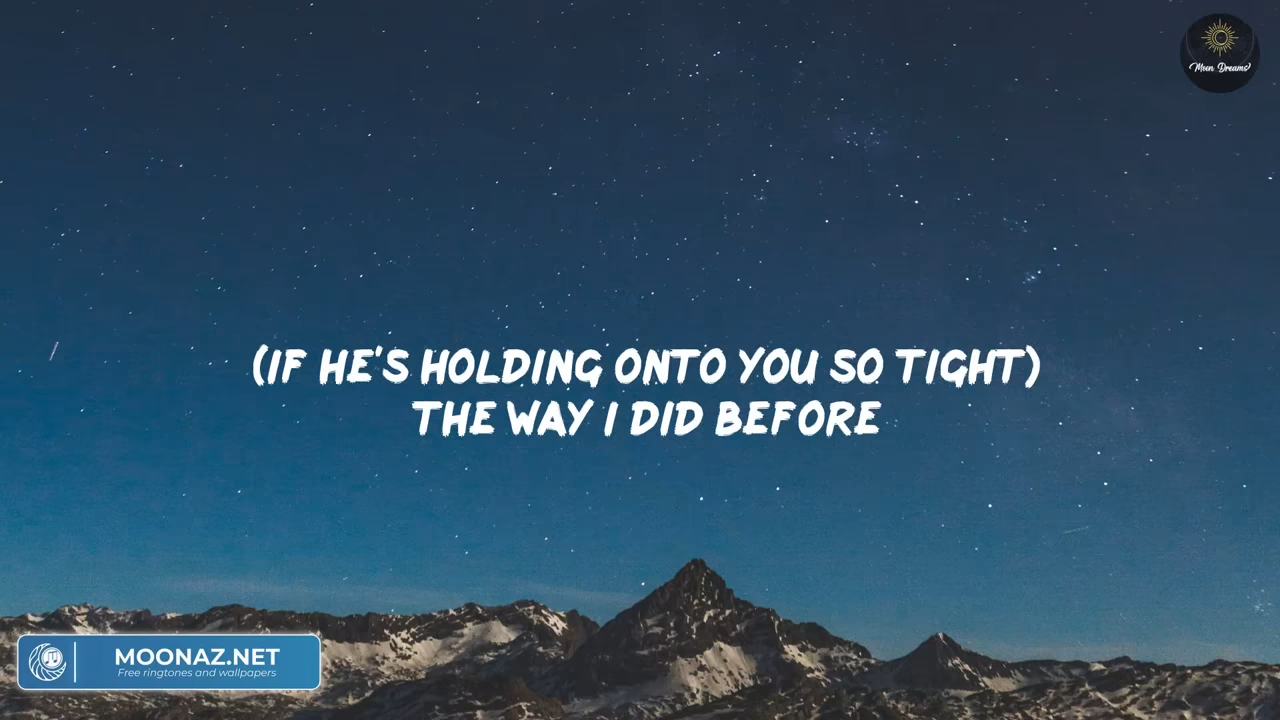 Moon Dreams
(IF HE'S HOLDING ONTO YOU SO TIGHT)
THE WAY I DID BEFORE
MOONAZ.NET
Free ringtones and wallpapers